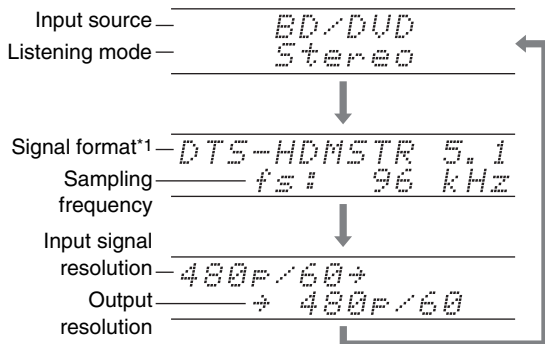 Input source
BD/DVD
Listening mode
Stereo
Signal format*1
DTS-HDMSTR 5.1
Sampling
frequency
fs: 96 kHz
Input signal
resolution
480p/60→
Output
resolution
→ 480p/60